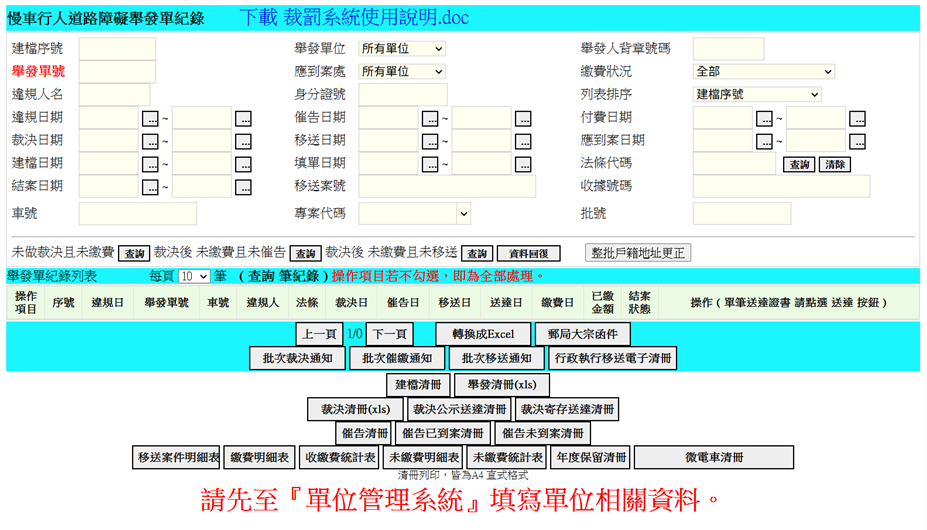 慢車行人道路障礙舉發單紀錄 下載 裁罰系統使用說明.doc
建檔序號 舉發單位 所有單位 舉發人背章號碼
舉發單號 應到案處 所有單位 繳費狀況 全部
違規人名 身分證號 列表排序 建檔序號
違規日期 ... ~ ... 催告日期 ... ~ ... 付費日期 ... ~ ...
裁決日期 ... ~ ... 移送日期 ... ~ ... 應到案日期 ... ~ ...
建檔日期 ... ~ ... 填單日期 ... ~ ... 法條代碼 查詢 清除
結案日期 ... ~ ... 移送案號 收據號碼
車號 專案代碼 批號
未做裁決且未繳費 查詢 裁決後 未繳費且未催告 查詢 裁決後 未繳費且未移送 查詢 資料回復 整批戶籍地址更正
舉發單紀錄列表 每頁 10 筆 ( 查詢 筆紀錄 ) 操作項目若不勾選，即為全部處理。
操作項目 序號 違規日 舉發單號 車號 違規人 法條 裁決日 催告日 移送日 送達日 繳費日 已繳金額 結案狀態 操作 ( 單筆送達證書 請點選 送達 按鈕 )
上一頁 1/0 下一頁 轉換成Excel 郵局大宗函件
批次裁決通知 批次催繳通知 批次移送通知 行政執行移送電子清冊
建檔清冊 舉發清冊(xls)
裁決清冊(xls) 裁決公示送達清冊 裁決寄存送達清冊
催告清冊 催告已到案清冊 催告未到案清冊
移送案件明細表 繳費明細表 收繳費統計表 未繳費明細表 未繳費統計表 年度保留清冊 微電車清冊
清冊列印，皆為A4 直式格式
請先至『單位管理系統』填寫單位相關資料。